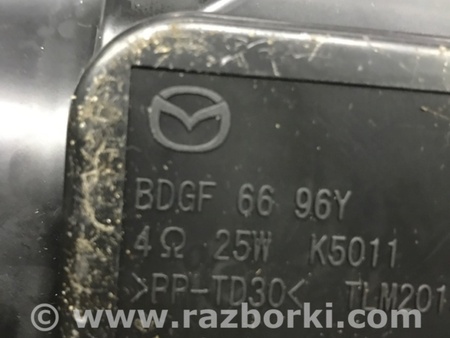 BDGF 66 96Y
4Ω 25W K5011
>PP-TD30< TLM201
© www.razborki.com